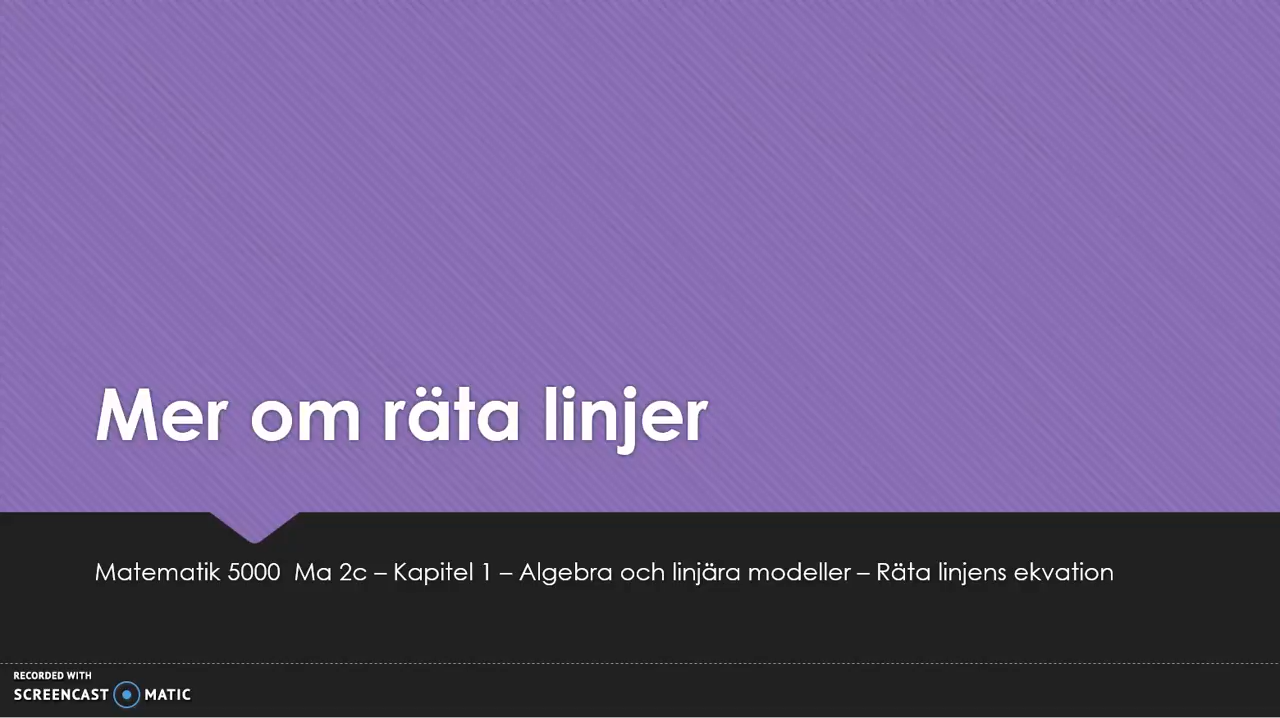 Mer om räta linjer
Matematik 5000 Ma 2c – Kapitel 1 – Algebra och linjära modeller – Räta linjens ekvation
RECORDED WITH
SCREENCAST MATIC